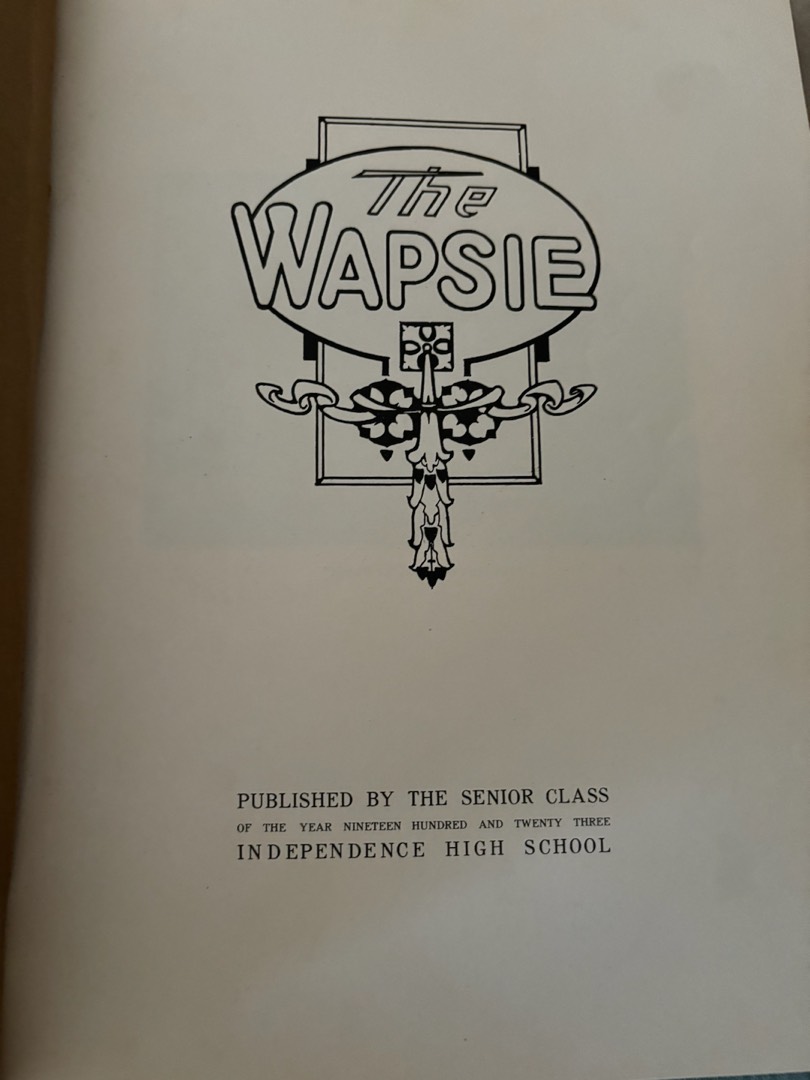 The
WAPSIE
PUBLISHED BY THE SENIOR CLASS
OF THE YEAR NINETEEN HUNDRED AND TWENTY THREE
INDEPENDENCE HIGH SCHOOL